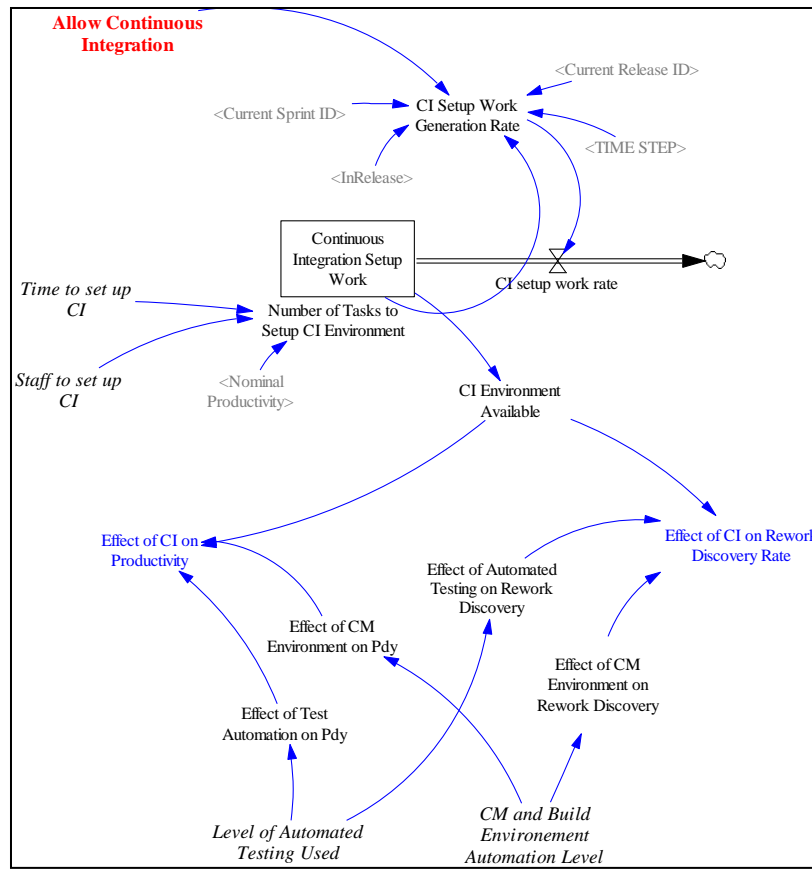 Allow Continuous
Integration
<Current Release ID>
CI Setup Work
Generation Rate
<Current Sprint ID>
<TIME STEP>
<InRelease>
Continuous
Integration Setup
Work
CI setup work rate
Time to set up
CI
Number of Tasks to
Setup CI Environment
Staff to set up
CI
<Nominal
Productivity>
CI Environment
Available
Effect of CI on
Productivity
Effect of CI on Rework
Discovery Rate
Effect of Automated
Testing on Rework
Discovery
Effect of CM
Environment on Pdy
Effect of CM
Environment on
Rework Discovery
Effect of Test
Automation on Pdy
Level of Automated
Testing Used
CM and Build
Environement
Automation Level